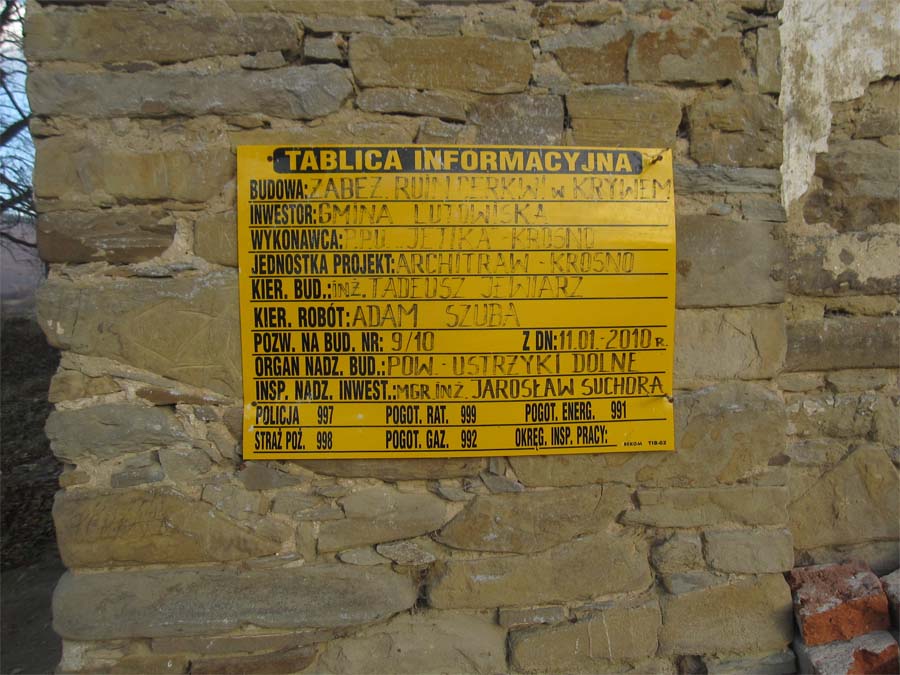 TABLICA INFORMACYJNA
BUDOWA: ZABEZ RUIN CERKWI w KRYWEM
INWESTOR: GMINA LUTOWISKA
WYKONAWCA: P.P.U. JETKA - KROSNO
JEDNOSTKA PROJEKT: ARCHITRAW - KROSNO
KIER. BUD.: inż. TADEUSZ JEWIARZ
KIER. ROBÓT: ADAM SZUBA
POZW. NA BUD. NR: 9/10 Z DN: 11.01.-2010 r.
ORGAN NADZ. BUD.: POW. - USTRZYKI DOLNE
INSP. NADZ. INWEST.: MGR. INŻ. JAROSŁAW SUCHORA
POLICJA 997 POGOT. RAT. 999 POGOT. ENERG. 991
STRAŻ POŻ. 998 POGOT. GAZ. 992 OKRĘG. INSP. PRACY:
TIB-02